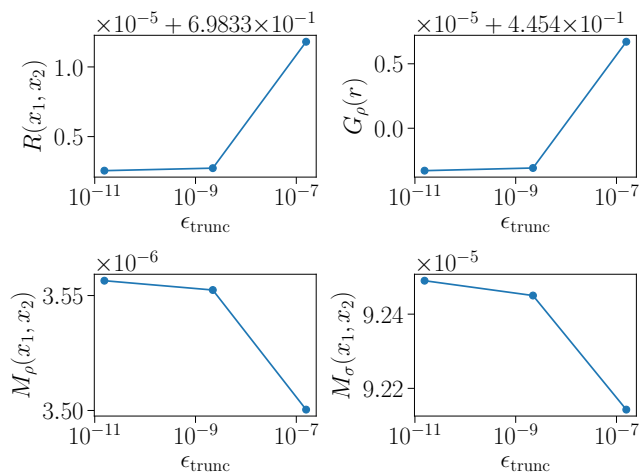 ×10⁻⁵ + 6.9833×10⁻¹
R(x₁, x₂)
1.0
0.5
10⁻¹¹ 10⁻⁹ 10⁻⁷
ϵ_trunc
×10⁻⁵ + 4.454×10⁻¹
G_ρ(r)
0.5
0.0
10⁻¹¹ 10⁻⁹ 10⁻⁷
ϵ_trunc
×10⁻⁶
M_ρ(x₁, x₂)
3.55
3.50
10⁻¹¹ 10⁻⁹ 10⁻⁷
ϵ_trunc
×10⁻⁵
M_σ(x₁, x₂)
9.24
9.22
10⁻¹¹ 10⁻⁹ 10⁻⁷
ϵ_trunc